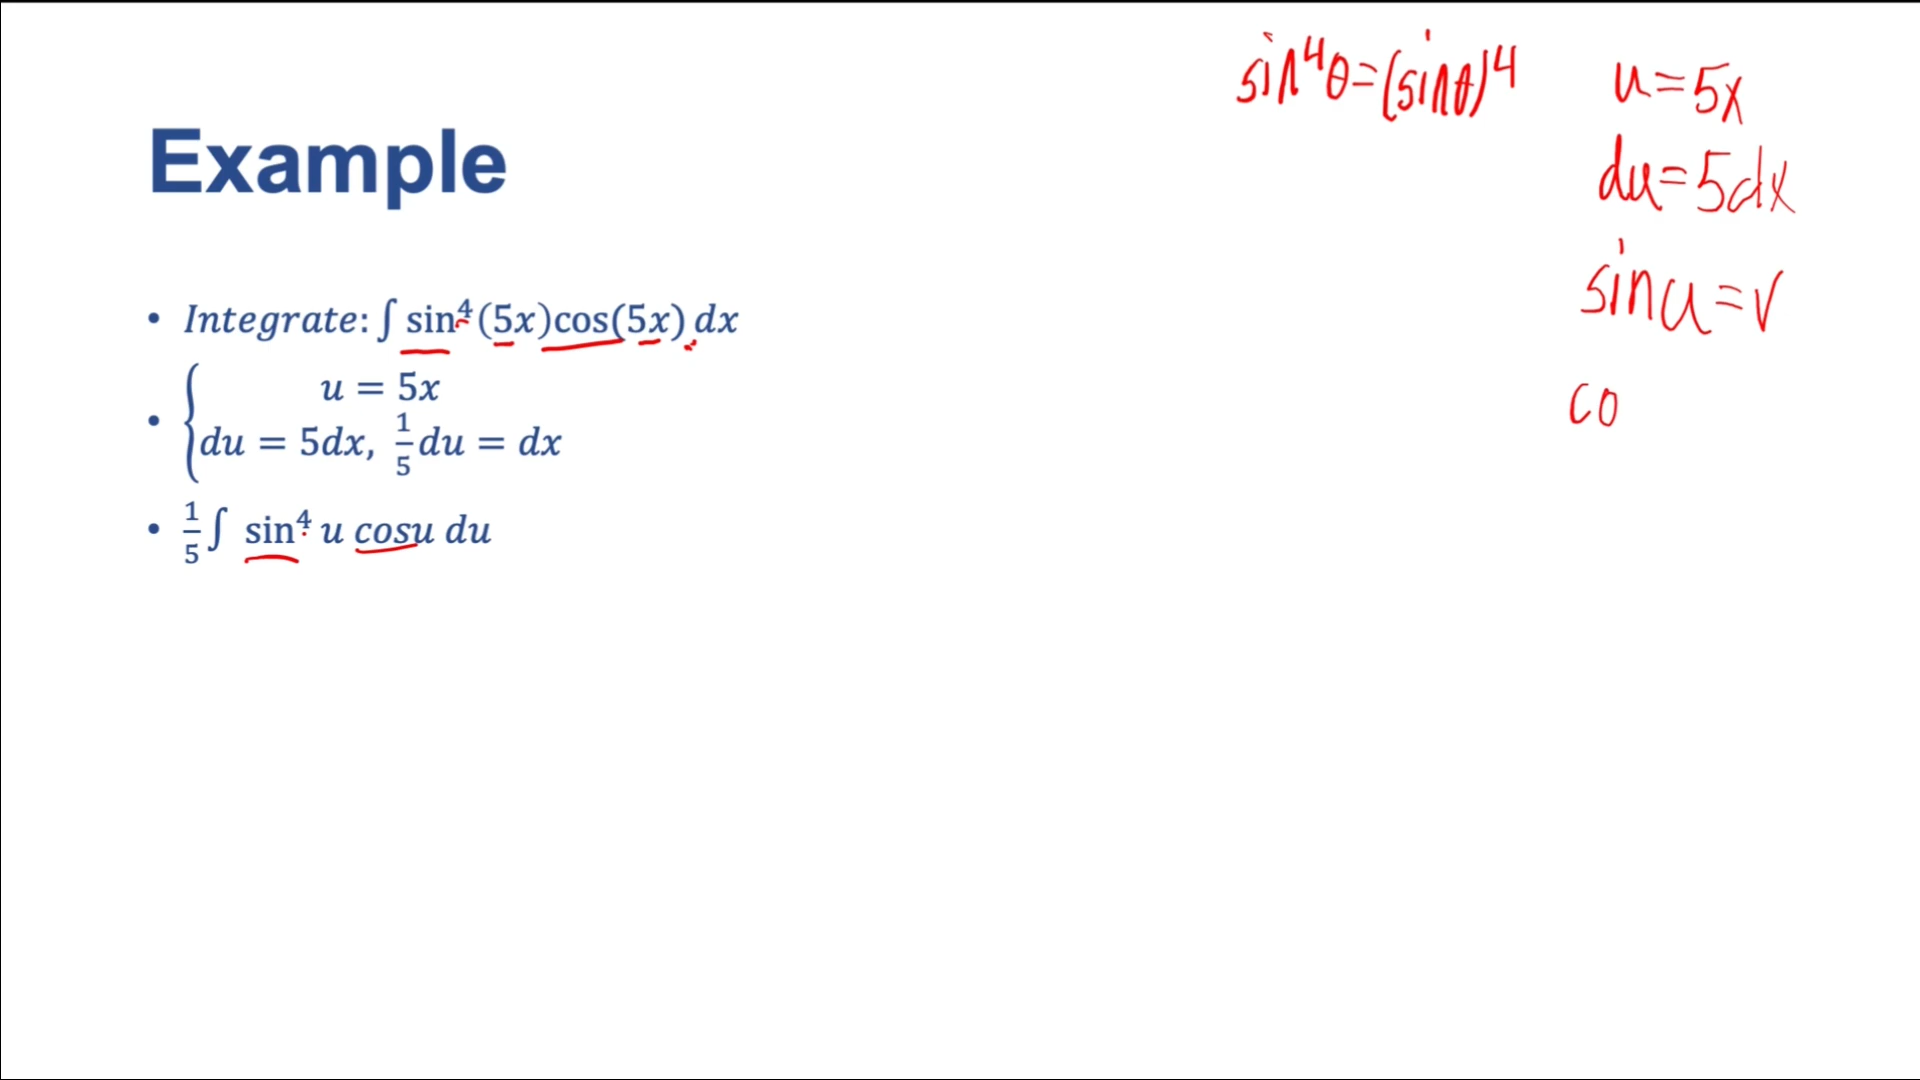 Example
• Integrate: ∫ sin⁴(5x)cos(5x) dx
• { u = 5x
du = 5dx, 1/5 du = dx
• 1/5 ∫ sin⁴ u cosu du
sin⁴θ=(sinθ)⁴
u=5x
du=5dx
sin u=v
co